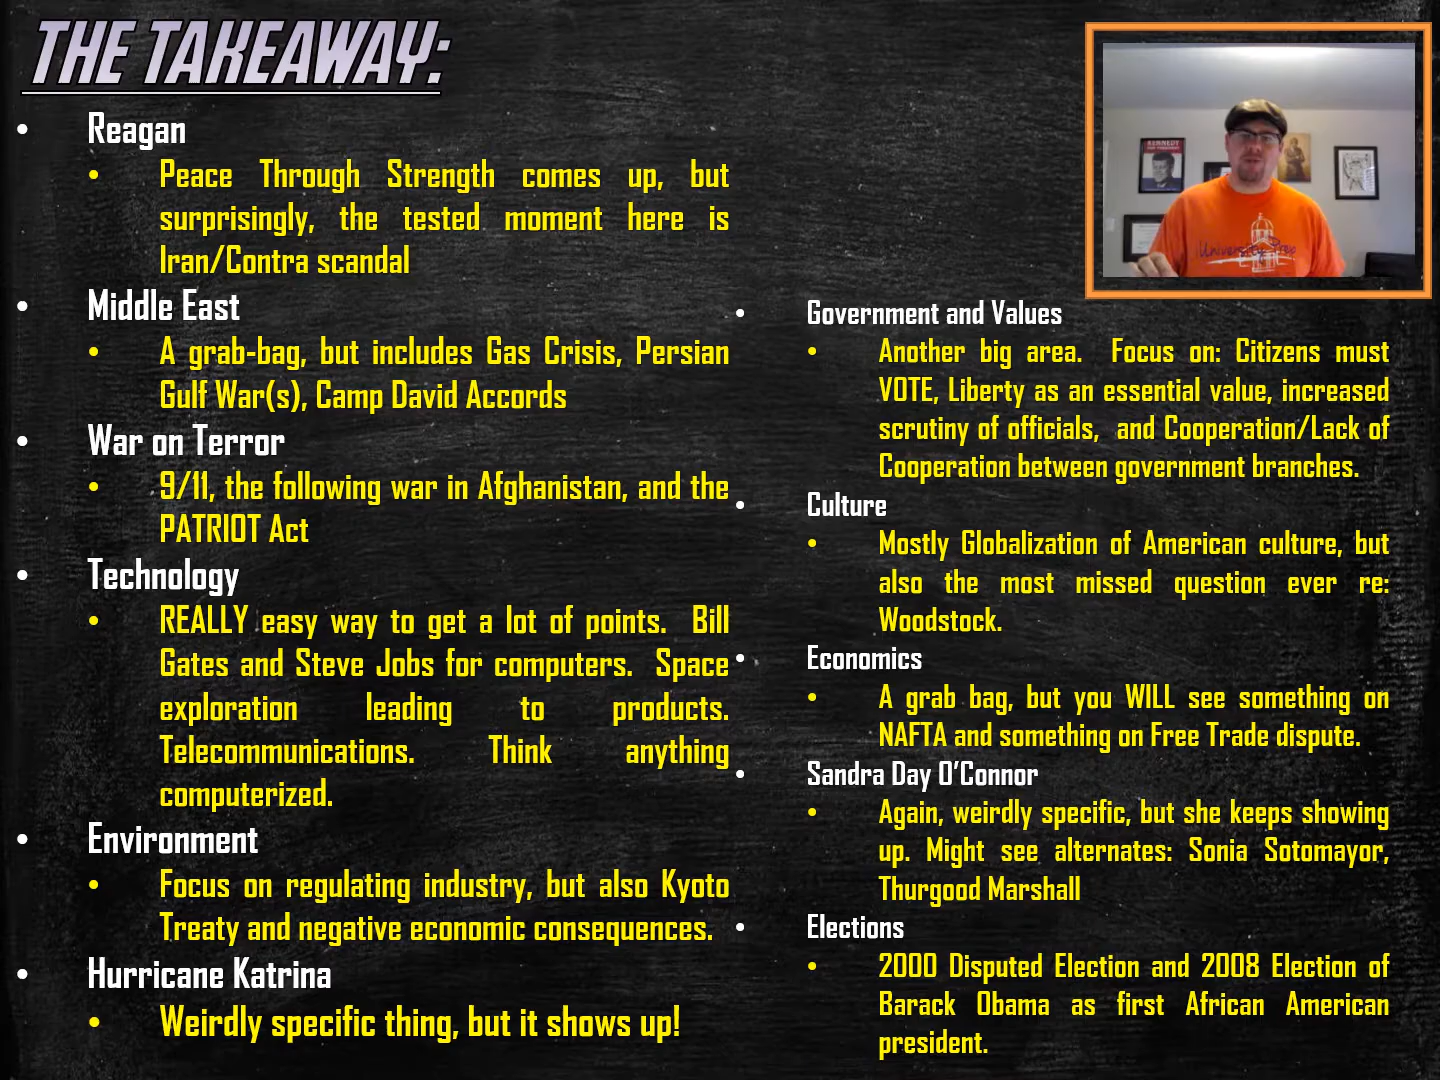 THE TAKEAWAY:
• Reagan
• Peace Through Strength comes up, but
surprisingly, the tested moment here is
Iran/Contra scandal
• Middle East
• A grab-bag, but includes Gas Crisis, Persian
Gulf War(s), Camp David Accords
• War on Terror
• 9/11, the following war in Afghanistan, and the
PATRIOT Act
• Technology
• REALLY easy way to get a lot of points. Bill
Gates and Steve Jobs for computers. Space
exploration leading to products.
Telecommunications. Think anything
computerized.
• Environment
• Focus on regulating industry, but also Kyoto
Treaty and negative economic consequences.
• Hurricane Katrina
• Weirdly specific thing, but it shows up!
KENNEDY
University Prep
• Government and Values
• Another big area. Focus on: Citizens must
VOTE, Liberty as an essential value, increased
scrutiny of officials, and Cooperation/Lack of
Cooperation between government branches.
• Culture
• Mostly Globalization of American culture, but
also the most missed question ever re:
Woodstock.
• Economics
• A grab bag, but you WILL see something on
NAFTA and something on Free Trade dispute.
• Sandra Day O'Connor
• Again, weirdly specific, but she keeps showing
up. Might see alternates: Sonia Sotomayor,
Thurgood Marshall
• Elections
• 2000 Disputed Election and 2008 Election of
Barack Obama as first African American
president.